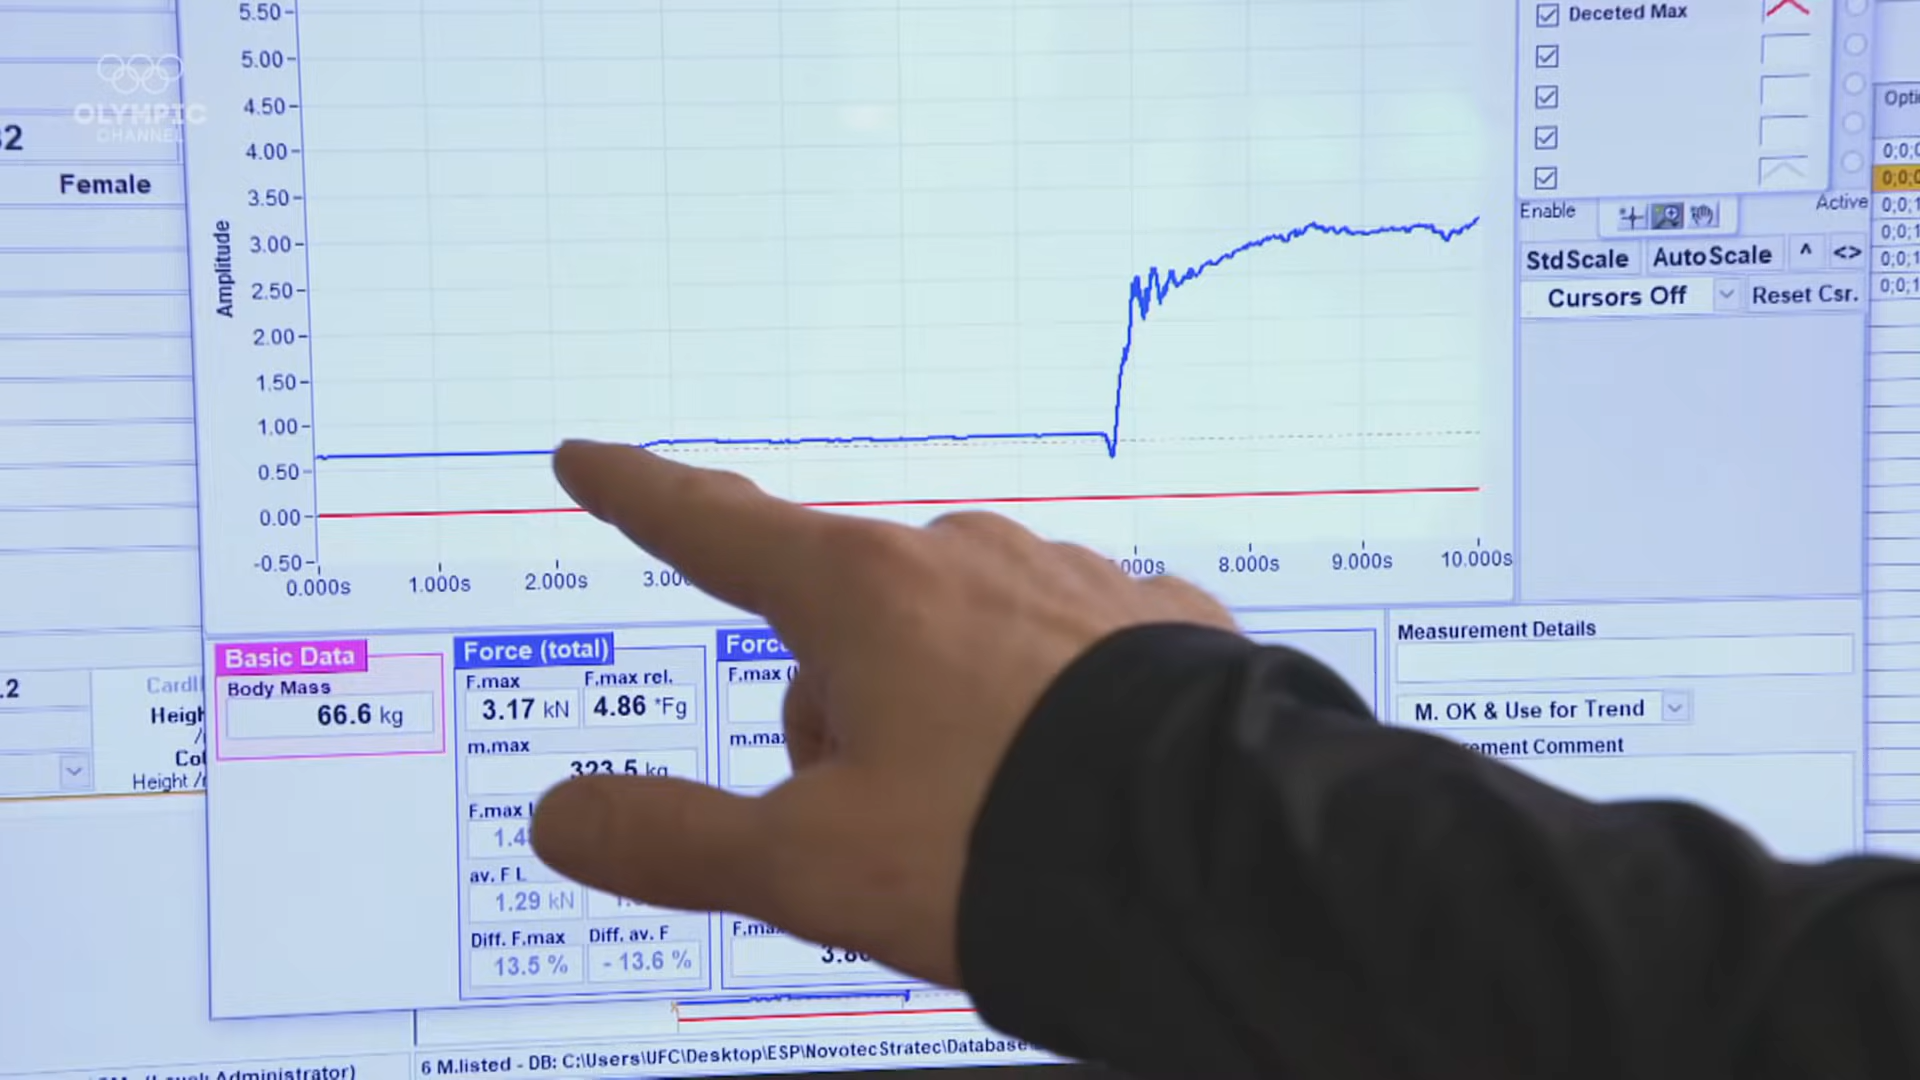 OLYMPIC
CHANNEL
Female
5.50
5.00
4.50
4.00
3.50
3.00
2.50
2.00
1.50
1.00
0.50
0.00
-0.50
Amplitude
0.000s
1.000s
2.000s
8.000s
9.000s
10.000s
Deceted Max
Enable
Active
StdScale
AutoScale
^
<>
Cursors Off
Reset Csr.
Basic Data
Body Mass
66.6 kg
Force (total)
F.max
F.max rel.
3.17 kN
4.86 *Fg
m.max
323.5 kg
F.max
av. F L
1.29 kN
Diff. F.max
Diff. av. F
13.5 %
- 13.6 %
Measurement Details
M. OK & Use for Trend
Comment
Height /
6 M.listed - DB: C:\Users\UFC\Desktop\ESP\NovotecStratec\Database
Administrator)